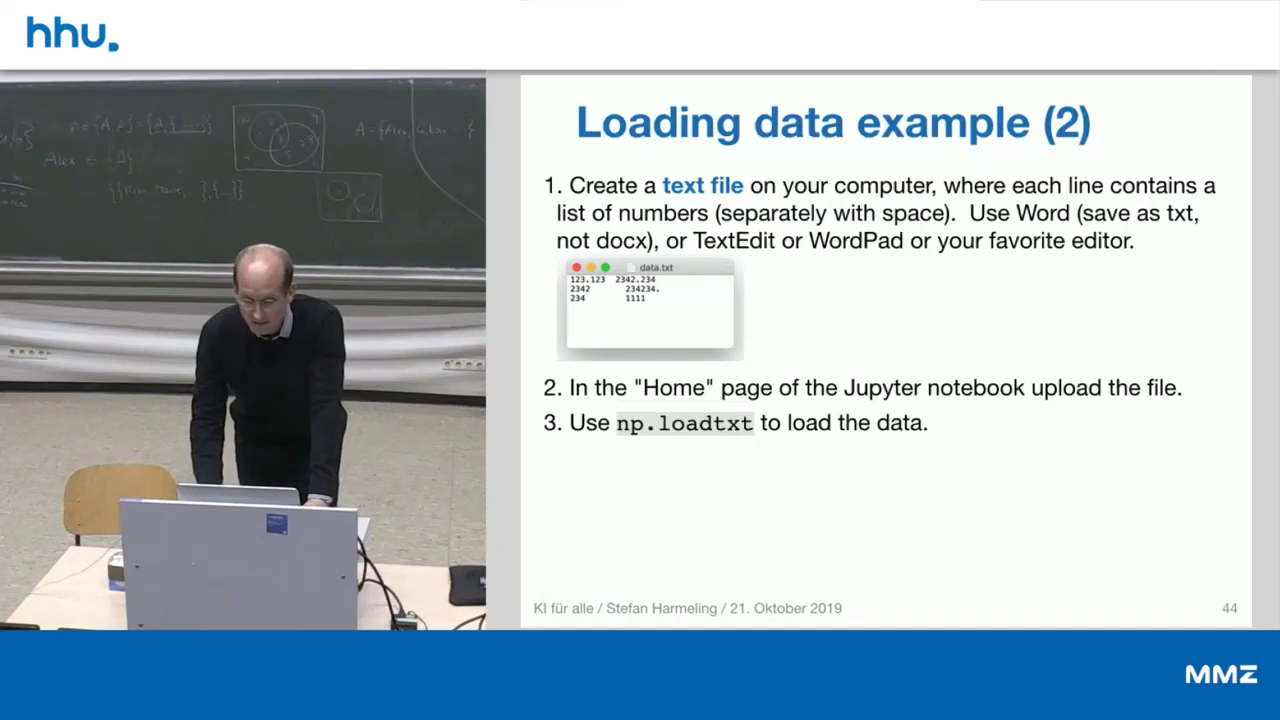 hhu.
Alex ∈ {A}
Loading data example (2)
1. Create a text file on your computer, where each line contains a
list of numbers (separately with space). Use Word (save as txt,
not docx), or TextEdit or WordPad or your favorite editor.
data.txt
123.123 2342.234
2342 234234.
234 1111
2. In the "Home" page of the Jupyter notebook upload the file.
3. Use np.loadtxt to load the data.
KI für alle / Stefan Harmeling / 21. Oktober 2019
44
MMZ